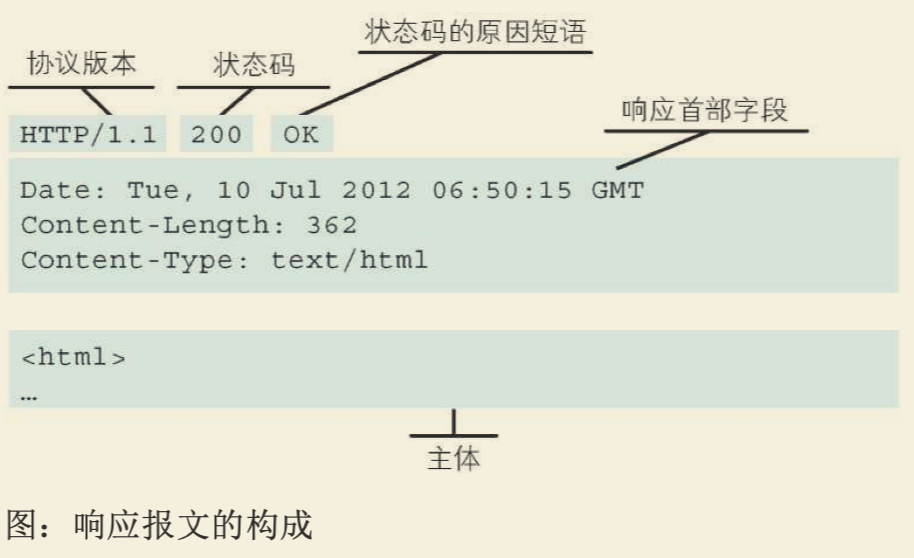 状态码的原因短语
协议版本 状态码
响应首部字段
HTTP/1.1 200 OK
Date: Tue, 10 Jul 2012 06:50:15 GMT
Content-Length: 362
Content-Type: text/html
<html>
…
主体
图：响应报文的构成